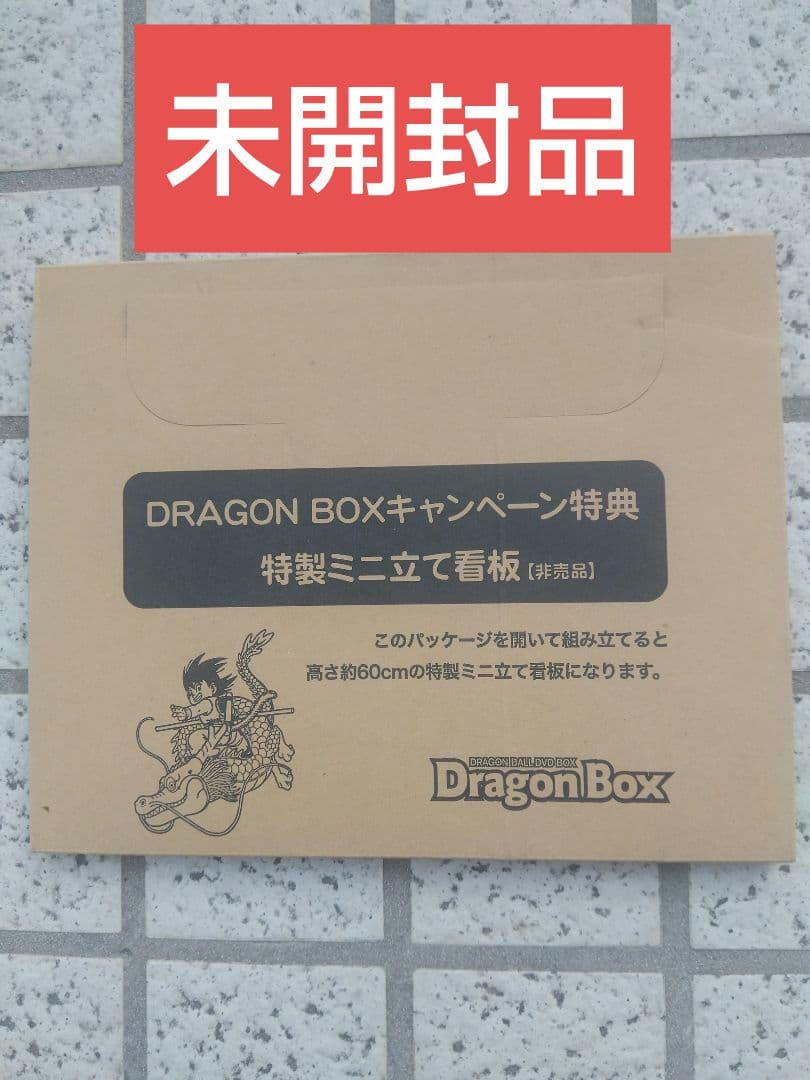 未開封品
DRAGON BOXキャンペーン特典
特製ミニ立て看板【非売品】
このパッケージを開いて組み立てると
高さ約60cmの特製ミニ立て看板になります。
DRAGON BALL DVD BOX
DragonBox